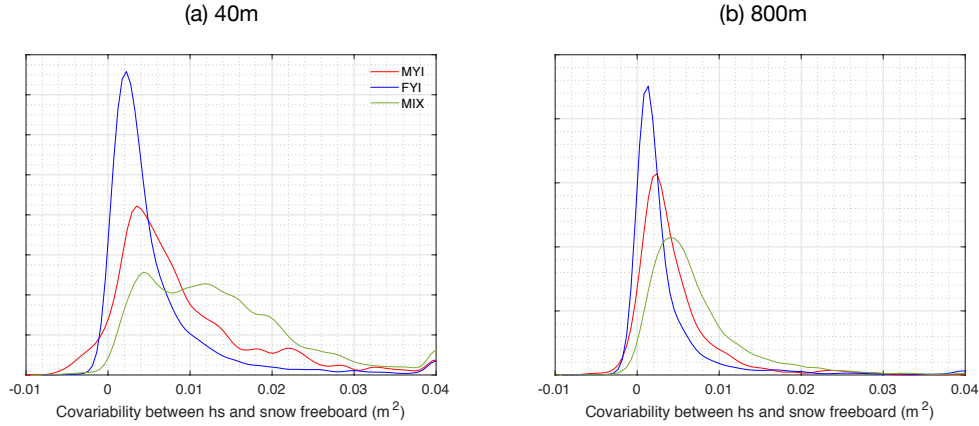 (a) 40m
(b) 800m
MYI
FYI
MIX
-0.01 0 0.01 0.02 0.03 0.04
-0.01 0 0.01 0.02 0.03 0.04
Covariability between hs and snow freeboard (m²)
Covariability between hs and snow freeboard (m²)